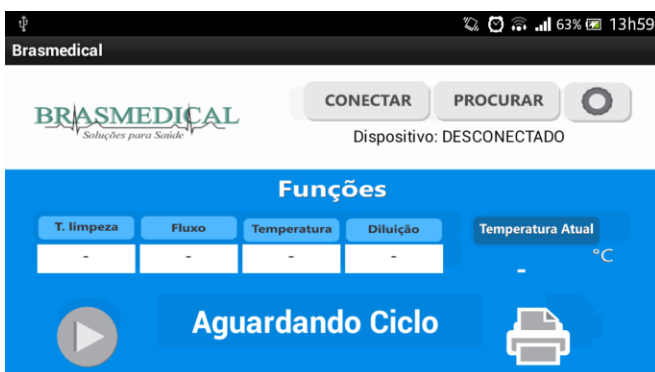 63% 13h59
Brasmedical
BRASMEDICAL
Soluções para Saúde
CONECTAR PROCURAR
Dispositivo: DESCONECTADO
Funções
T. limpeza Fluxo Temperatura Diluição Temperatura Atual
- - - - °C
-
Aguardando Ciclo